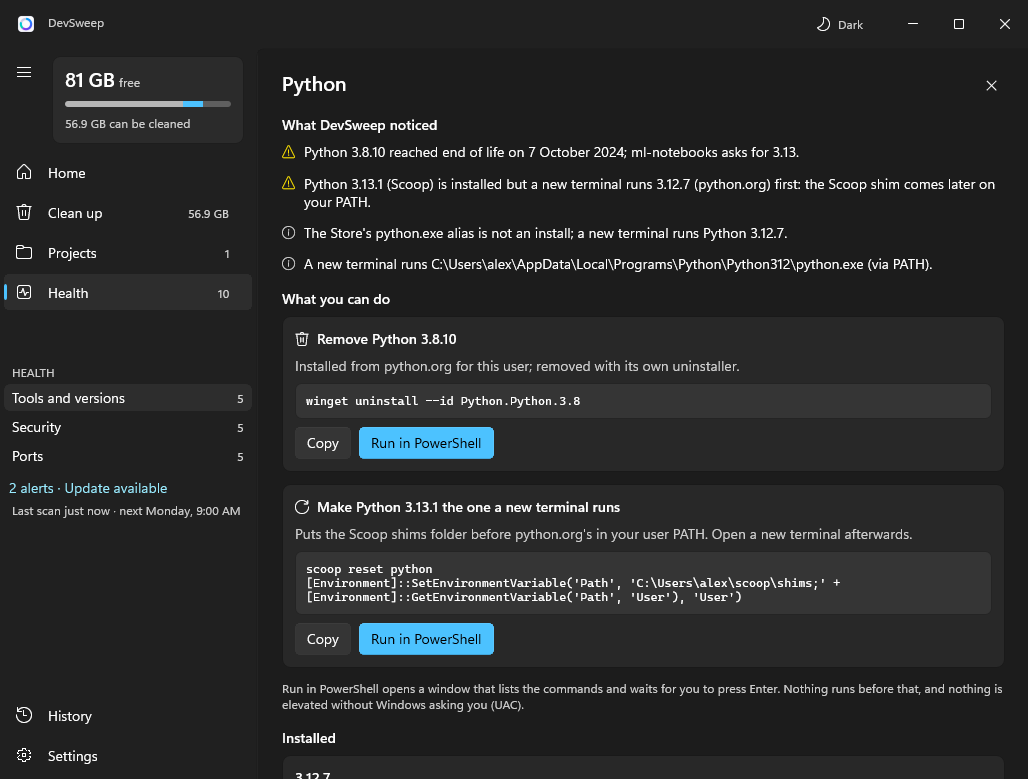 DevSweep
Dark
81 GB free
56.9 GB can be cleaned
Home
Clean up 56.9 GB
Projects 1
Health 10
HEALTH
Tools and versions 5
Security 5
Ports 5
2 alerts · Update available
Last scan just now · next Monday, 9:00 AM
History
Settings
Python
What DevSweep noticed
Python 3.8.10 reached end of life on 7 October 2024; ml-notebooks asks for 3.13.
Python 3.13.1 (Scoop) is installed but a new terminal runs 3.12.7 (python.org) first: the Scoop shim comes later on
your PATH.
The Store's python.exe alias is not an install; a new terminal runs Python 3.12.7.
A new terminal runs C:\Users\alex\AppData\Local\Programs\Python\Python312\python.exe (via PATH).
What you can do
Remove Python 3.8.10
Installed from python.org for this user; removed with its own uninstaller.
winget uninstall --id Python.Python.3.8
Copy
Run in PowerShell
Make Python 3.13.1 the one a new terminal runs
Puts the Scoop shims folder before python.org's in your user PATH. Open a new terminal afterwards.
scoop reset python
[Environment]::SetEnvironmentVariable('Path', 'C:\Users\alex\scoop\shims;' +
[Environment]::GetEnvironmentVariable('Path', 'User'), 'User')
Copy
Run in PowerShell
Run in PowerShell opens a window that lists the commands and waits for you to press Enter. Nothing runs before that, and nothing is
elevated without Windows asking you (UAC).
Installed
3.12.7